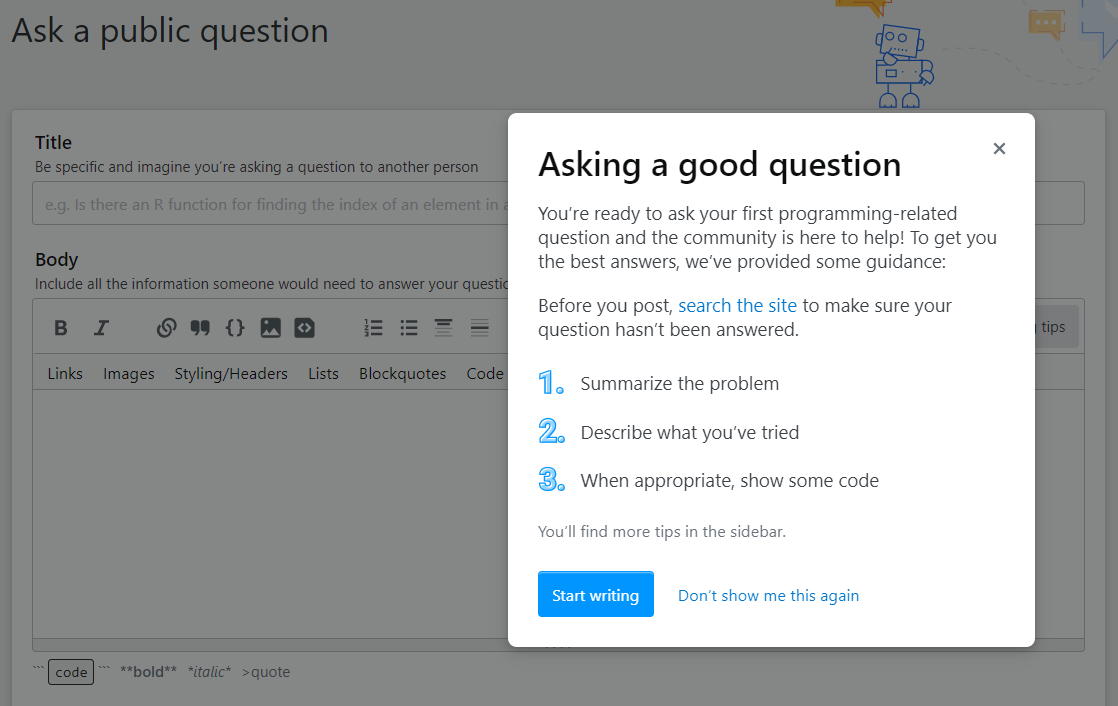 Ask a public question
Title
Be specific and imagine you’re asking a question to another person
e.g. Is there an R function for finding the index of an element in a
Body
Include all the information someone would need to answer your
B I
tips
Links Images Styling/Headers Lists Blockquotes Code
``` code ``` **bold** *italic* >quote
Asking a good question
You’re ready to ask your first programming-related
question and the community is here to help! To get you
the best answers, we’ve provided some guidance:
Before you post, search the site to make sure your
question hasn’t been answered.
1. Summarize the problem
2. Describe what you’ve tried
3. When appropriate, show some code
You’ll find more tips in the sidebar.
Start writing Don’t show me this again